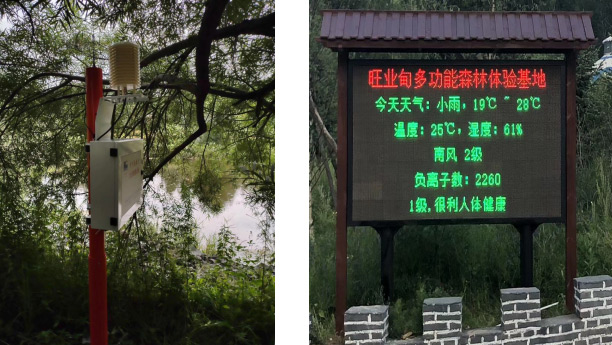 旺业甸多功能森林体验基地
今天天气：小雨，19℃ ~ 28℃
温度：25℃，湿度：61%
南风 2级
负离子数：2260
1级，很利人体健康